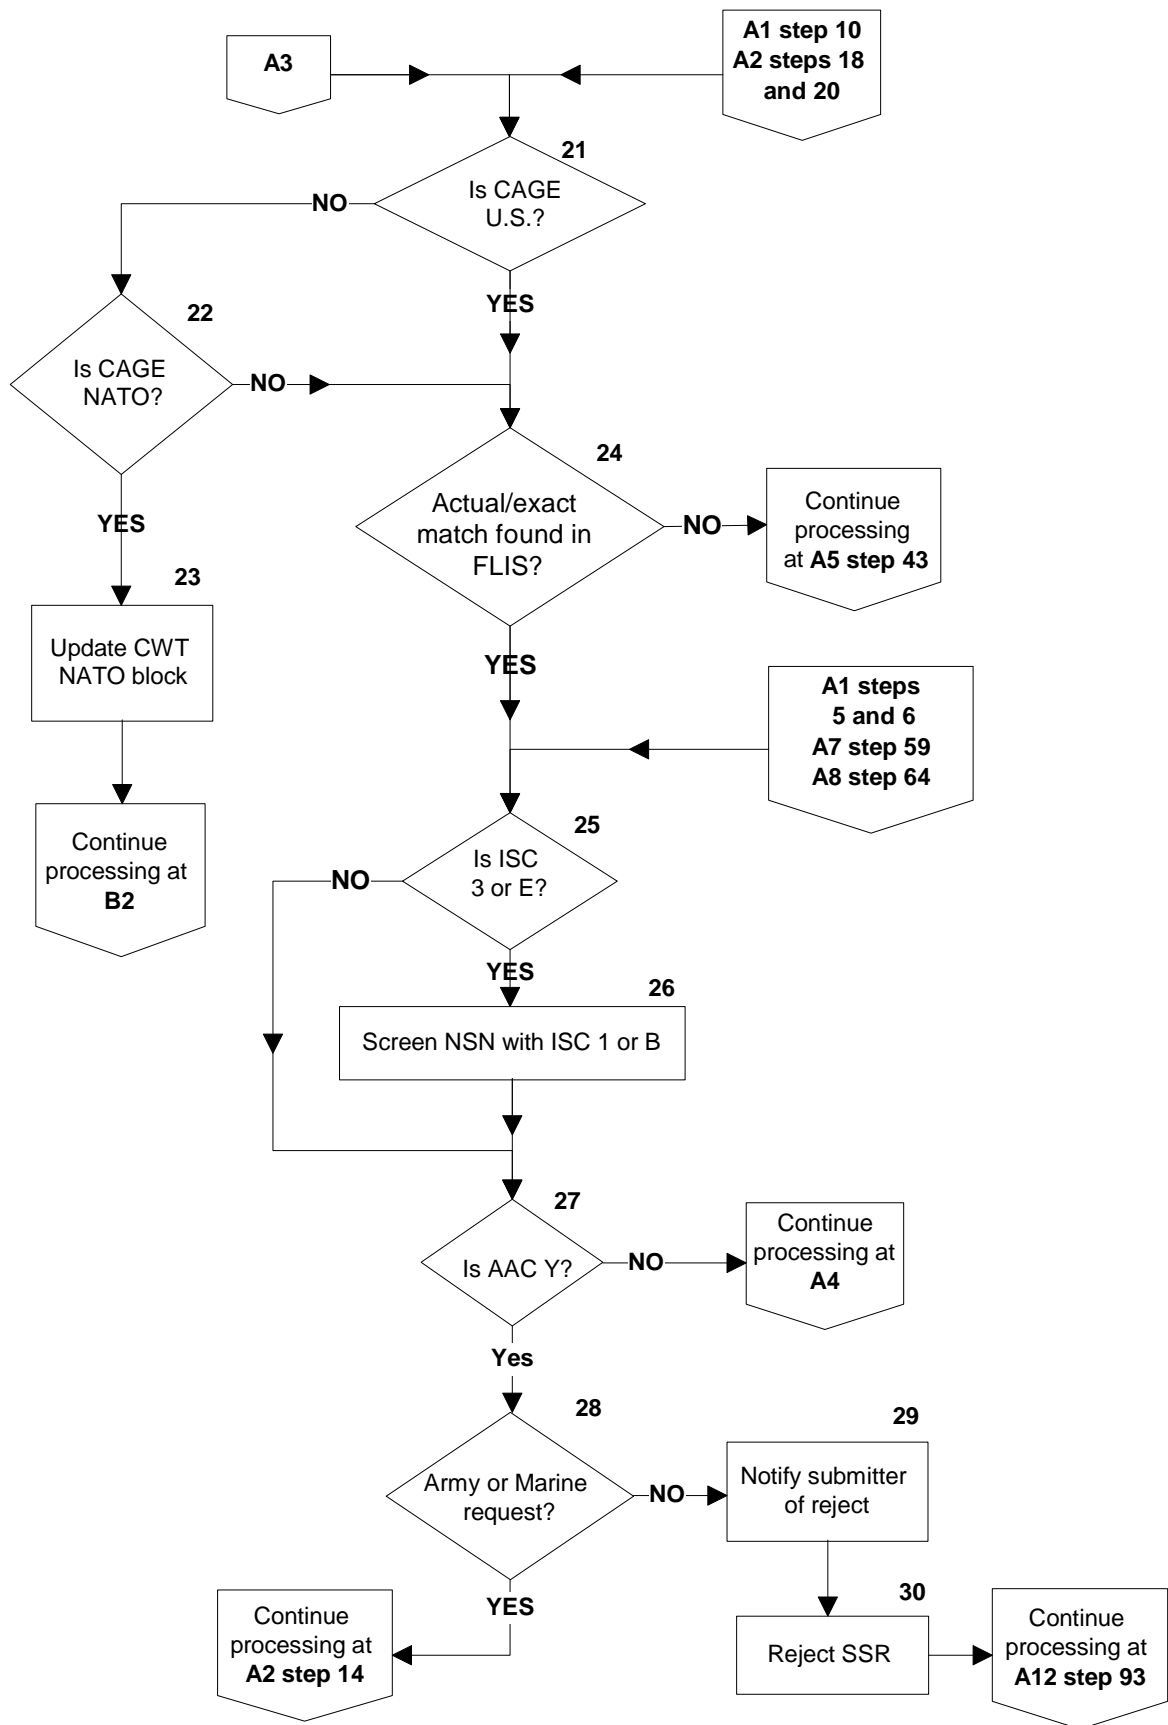 A3
A1 step 10
A2 steps 18
and 20
21
Is CAGE
U.S.?
NO
YES
22
Is CAGE
NATO?
NO
YES
24
Actual/exact
match found in
FLIS?
NO
Continue
processing
at A5 step 43
23
Update CWT
NATO block
YES
A1 steps
5 and 6
A7 step 59
A8 step 64
Continue
processing at
B2
25
Is ISC
3 or E?
NO
YES
26
Screen NSN with ISC 1 or B
27
Is AAC Y?
NO
Continue
processing at
A4
Yes
28
Army or Marine
request?
NO
29
Notify submitter
of reject
YES
Continue
processing at
A2 step 14
30
Reject SSR
Continue
processing at
A12 step 93